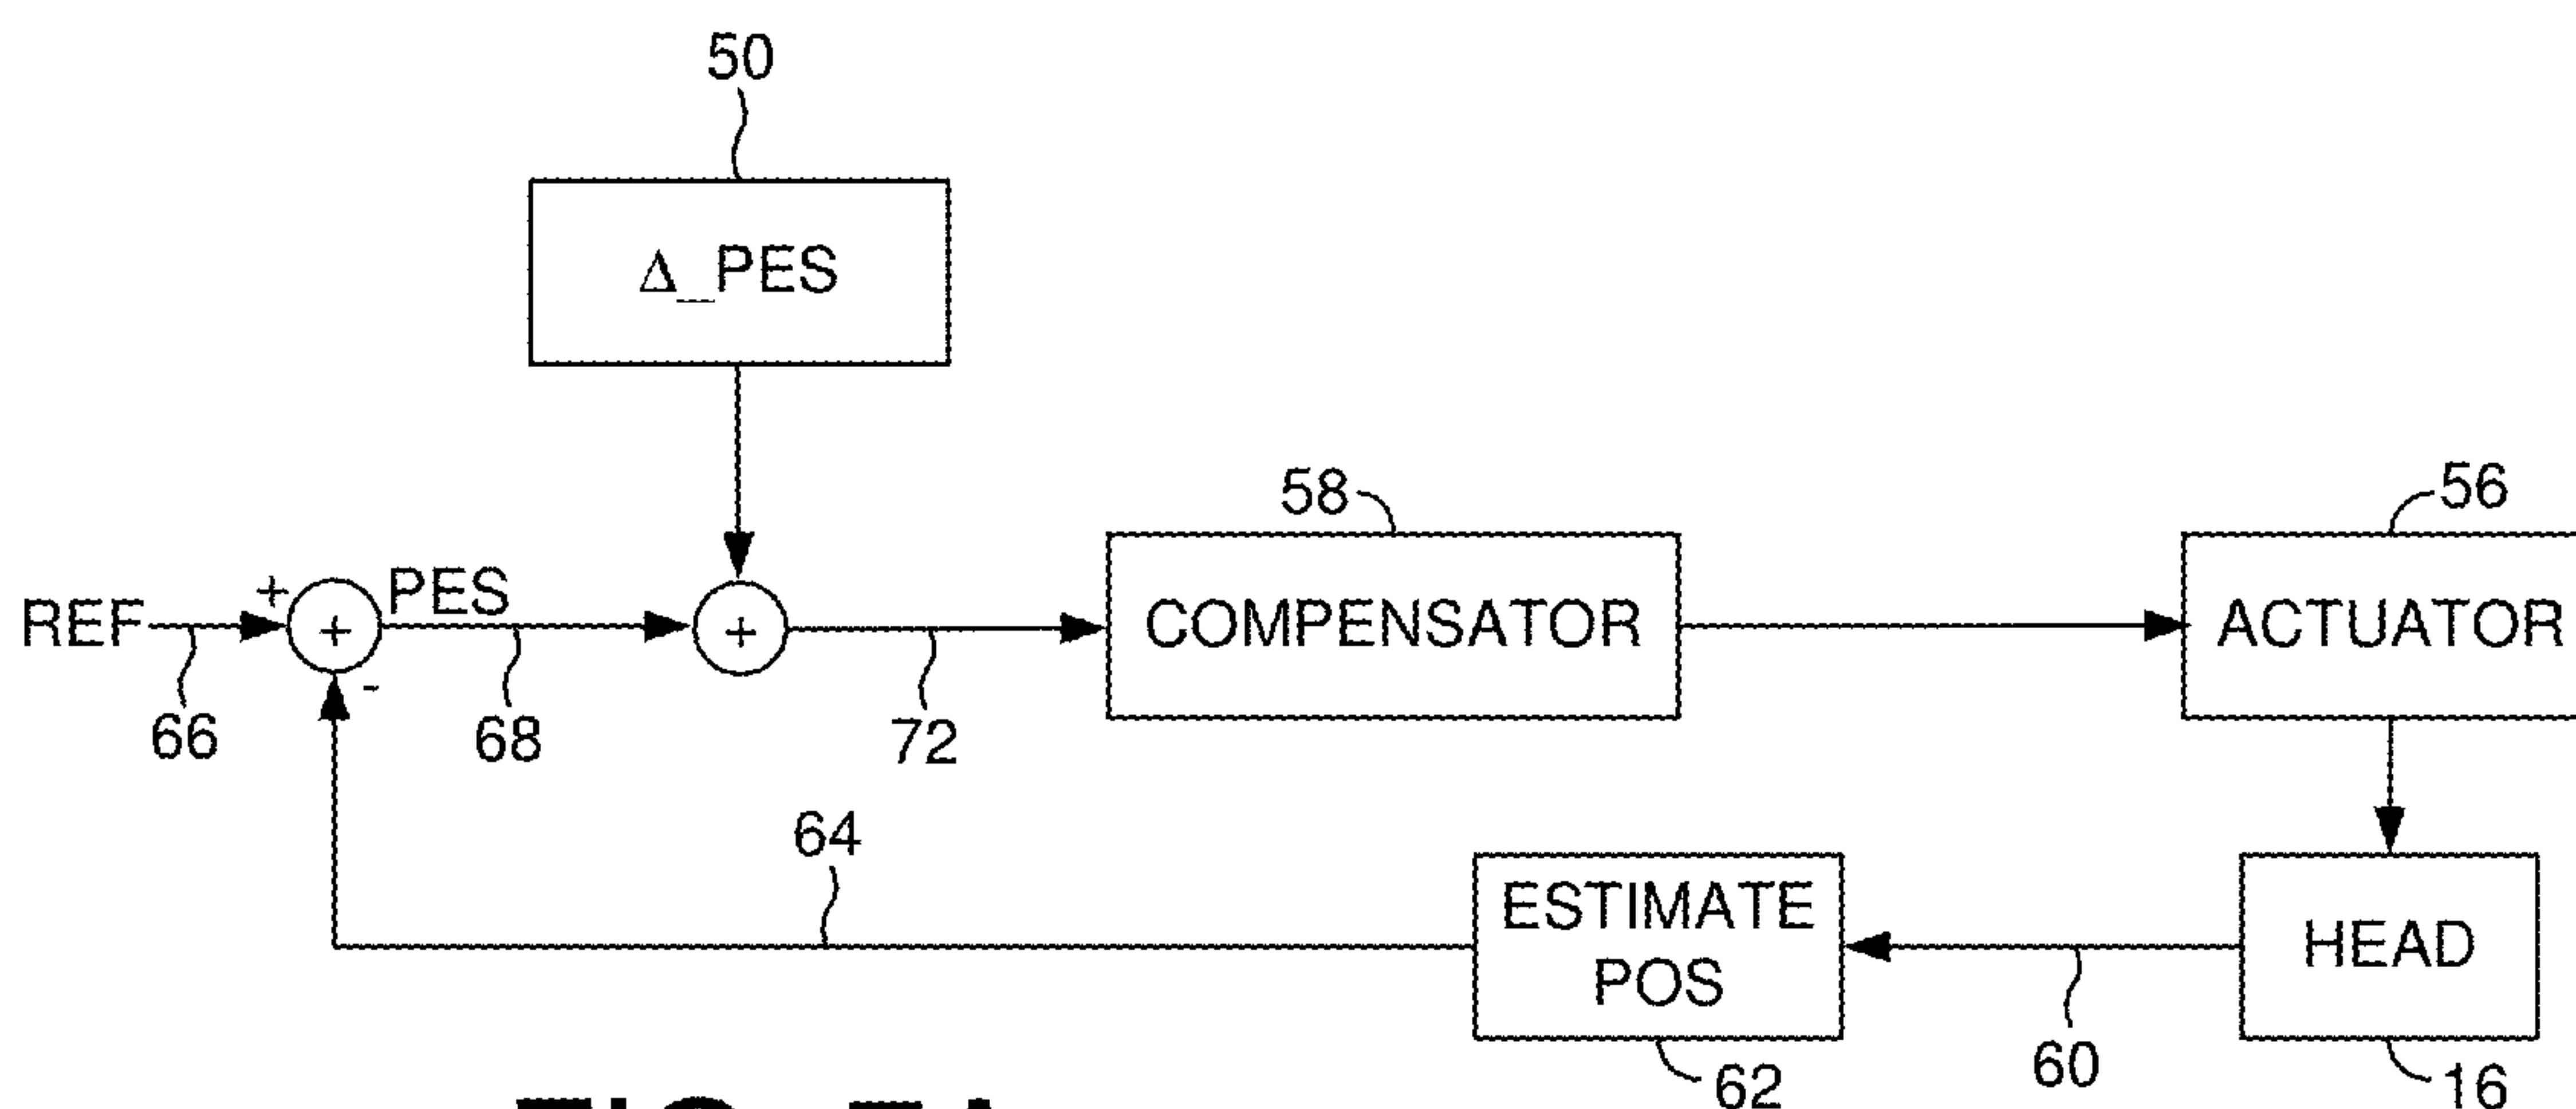 50
Δ_PES
58
56
REF
+
+
PES
+
COMPENSATOR
ACTUATOR
-
66
68
72
64
ESTIMATE
POS
HEAD
60
62
16